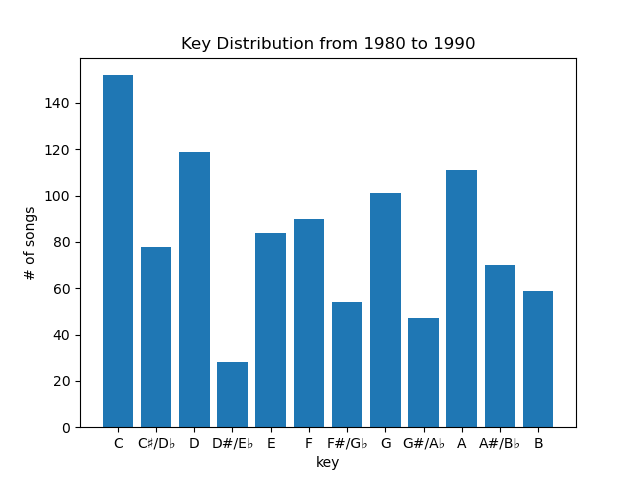 Key Distribution from 1980 to 1990
# of songs
140
120
100
80
60
40
20
0
C C♯/D♭ D D#/E♭ E F F#/G♭ G G#/A♭ A A#/B♭ B
key